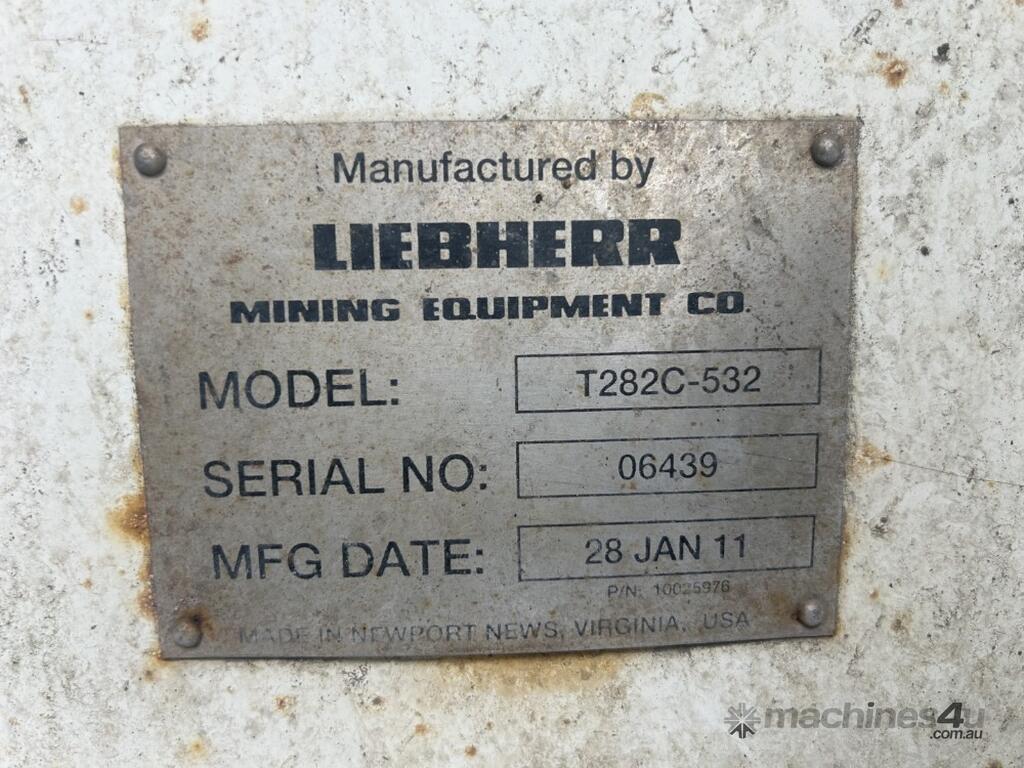 Manufactured by
LIEBHERR
MINING EQUIPMENT CO.
MODEL: T282C-532
SERIAL NO: 06439
MFG DATE: 28 JAN 11
P/N: 10025976
MADE IN NEWPORT NEWS, VIRGINIA, USA
machines4u
.com.au